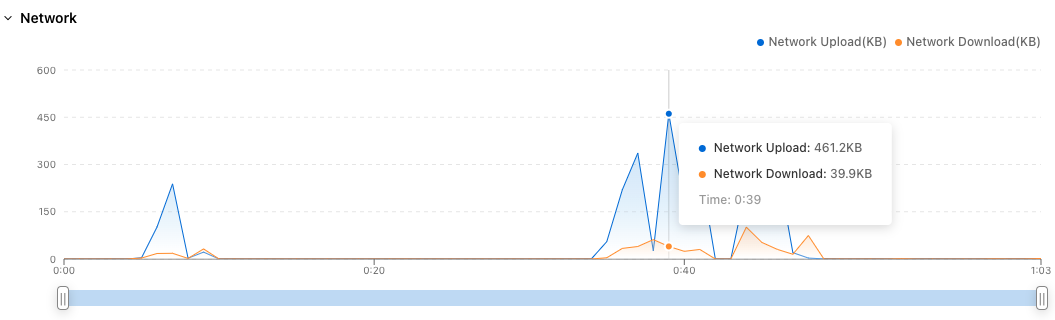 Network
Network Upload(KB) Network Download(KB)
600
450
300
150
0
Network Upload: 461.2KB
Network Download: 39.9KB
Time: 0:39
0:00 0:20 0:40 1:03